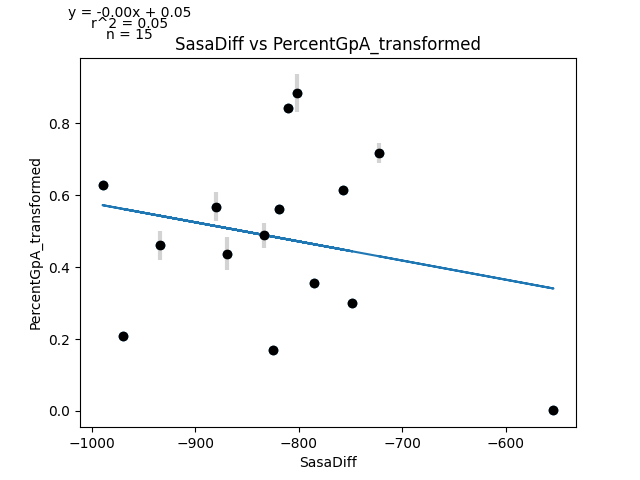 y = -0.00x + 0.05
r^2 = 0.05
n = 15
SasaDiff vs PercentGpA_transformed
PercentGpA_transformed
0.8
0.6
0.4
0.2
0.0
−1000
−900
−800
−700
−600
SasaDiff